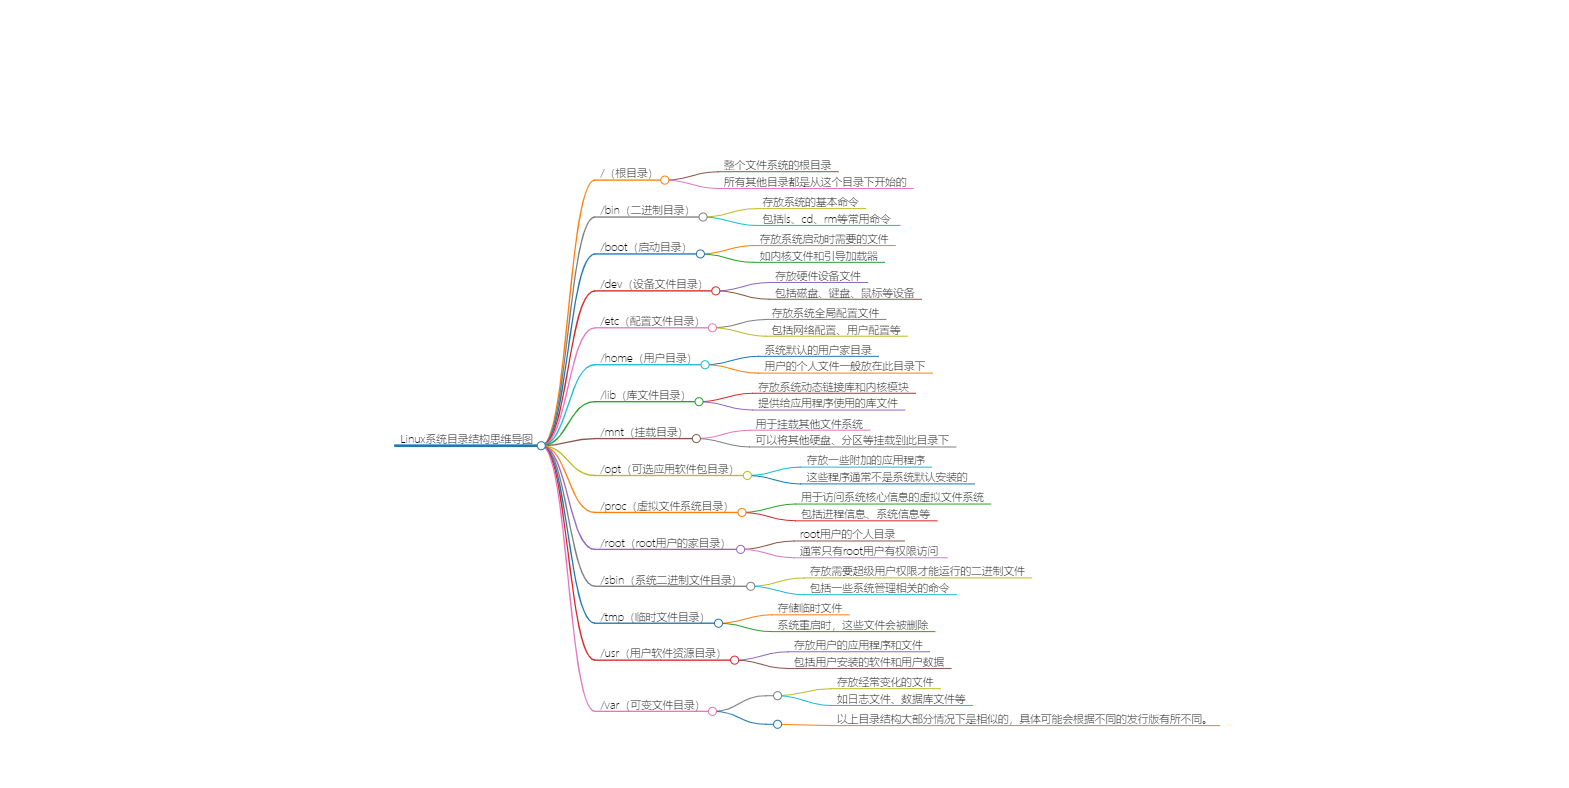 Linux系统目录结构思维导图
/（根目录）
整个文件系统的根目录
所有其他目录都是从这个目录下开始的
/bin（二进制目录）
存放系统的基本命令
包括ls、cd、rm等常用命令
/boot（启动目录）
存放系统启动时需要的文件
如内核文件和引导加载器
/dev（设备文件目录）
存放硬件设备文件
包括磁盘、键盘、鼠标等设备
/etc（配置文件目录）
存放系统全局配置文件
包括网络配置、用户配置等
/home（用户目录）
系统默认的用户家目录
用户的个人文件一般放在此目录下
/lib（库文件目录）
存放系统动态链接库和内核模块
提供给应用程序使用的库文件
/mnt（挂载目录）
用于挂载其他文件系统
可以将其他硬盘、分区等挂载到此目录下
/opt（可选应用软件包目录）
存放一些附加的应用程序
这些程序通常不是系统默认安装的
/proc（虚拟文件系统目录）
用于访问系统核心信息的虚拟文件系统
包括进程信息、系统信息等
/root（root用户的家目录）
root用户的个人目录
通常只有root用户有权限访问
/sbin（系统二进制文件目录）
存放需要超级用户权限才能运行的二进制文件
包括一些系统管理相关的命令
/tmp（临时文件目录）
存储临时文件
系统重启时，这些文件会被删除
/usr（用户软件资源目录）
存放用户的应用程序和文件
包括用户安装的软件和用户数据
/var（可变文件目录）
存放经常变化的文件
如日志文件、数据库文件等
以上目录结构大部分情况下是相似的，具体可能会根据不同的发行版有所不同。